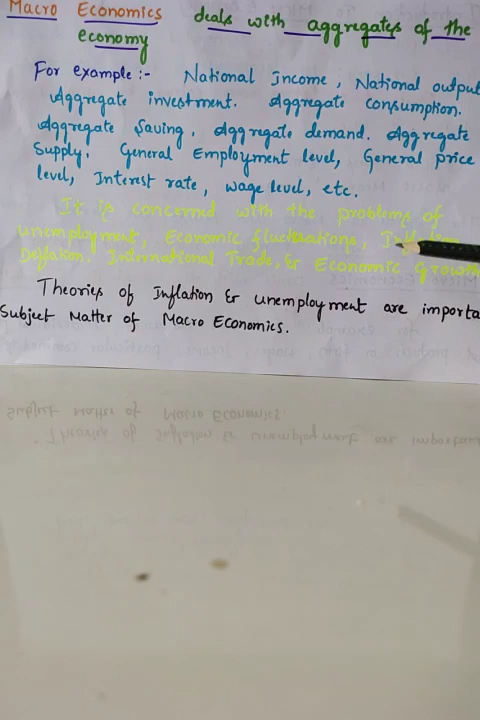 Macro Economics deals with aggregates of the
economy
For example :- National Income, National output
Aggregate investment. Aggregate consumption.
Aggregate Saving. Aggregate demand. Aggregate
Supply. General Employment level, General price
level, Interest rate, wage level, etc.
It is concerned with the problems of
unemployment, Economic fluctuations,
Deflation. International Trade, & Economic Growth
Theories of Inflation & unemployment are importa
Subject Matter of Macro Economics.